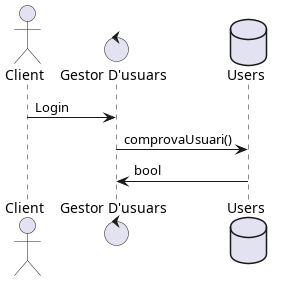 Client
Gestor D'usuars
Users
Login
comprovaUsuari()
bool
Client
Gestor D'usuars
Users